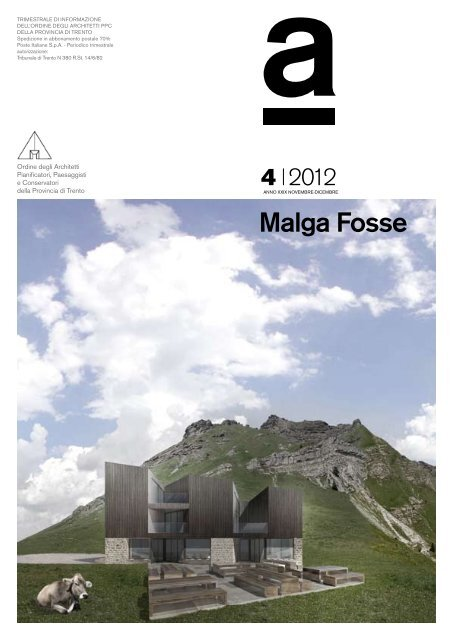 TRIMESTRALE DI INFORMAZIONE
DELL'ORDINE DEGLI ARCHITETTI PPC
DELLA PROVINCIA DI TRENTO
Spedizione in abbonamento postale 70%
Poste Italiane S.p.A. - Periodico trimestrale
autorizzazione:
Tribunale di Trento N 380 R.St. 14/6/82
a
Ordine degli Architetti
Pianificatori, Paesaggisti
e Conservatori
della Provincia di Trento
4 | 2012
ANNO XXIX NOVEMBRE-DICEMBRE
Malga Fosse